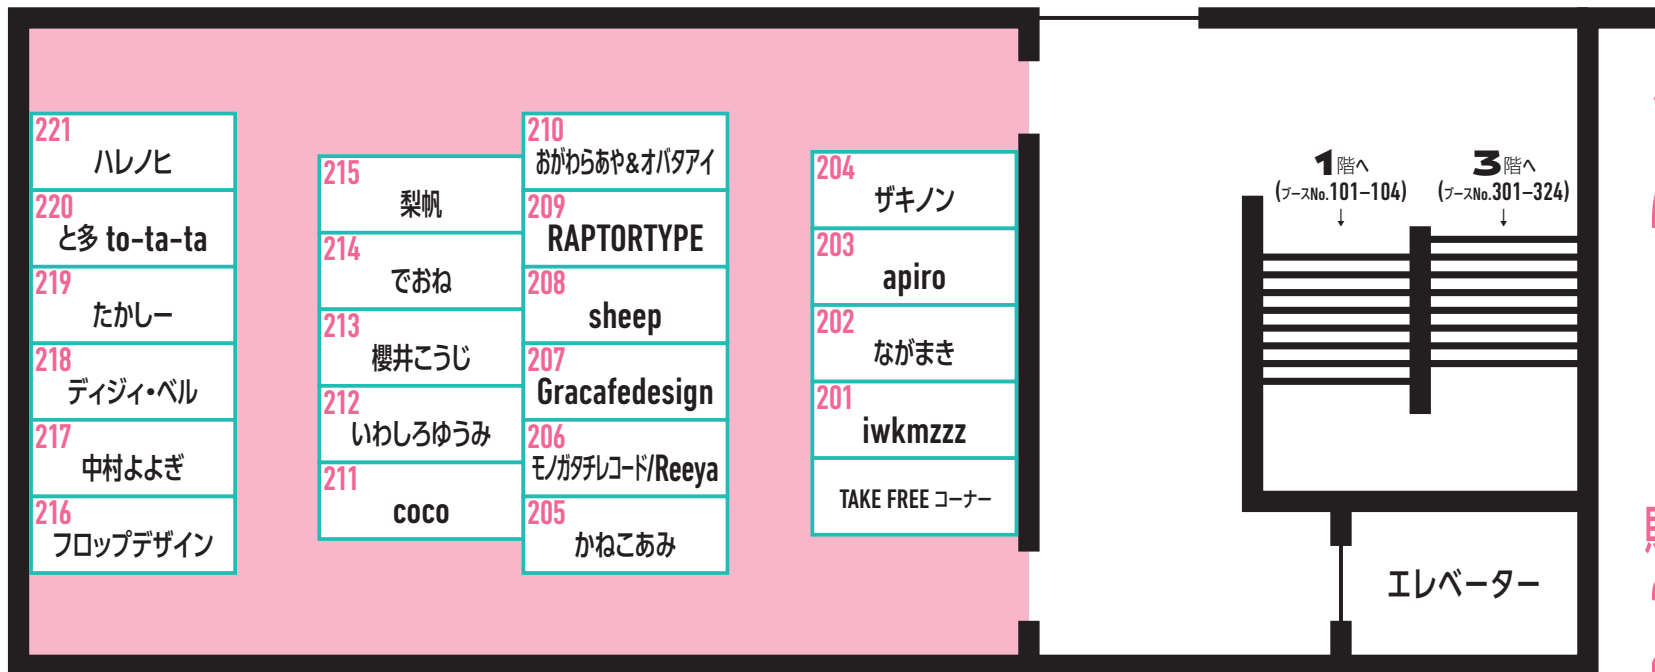 221
ハレノヒ
220
と多 to-ta-ta
219
たかしー
218
ディジィ・ベル
217
中村よよぎ
216
フロップデザイン
215
梨帆
214
でおね
213
櫻井こうじ
212
いわしろゆうみ
211
coco
210
おがわらあや&オバタアイ
209
RAPTORTYPE
208
sheep
207
Gracafedesign
206
モノガタチレコード/Reeya
205
かねこあみ
204
ザキノン
203
apiro
202
ながまき
201
iwkmzzz
TAKE FREE コーナー
1階へ
(ブースNo.101–104)
↓
3階へ
(ブースNo.301–324)
↓
エレベーター